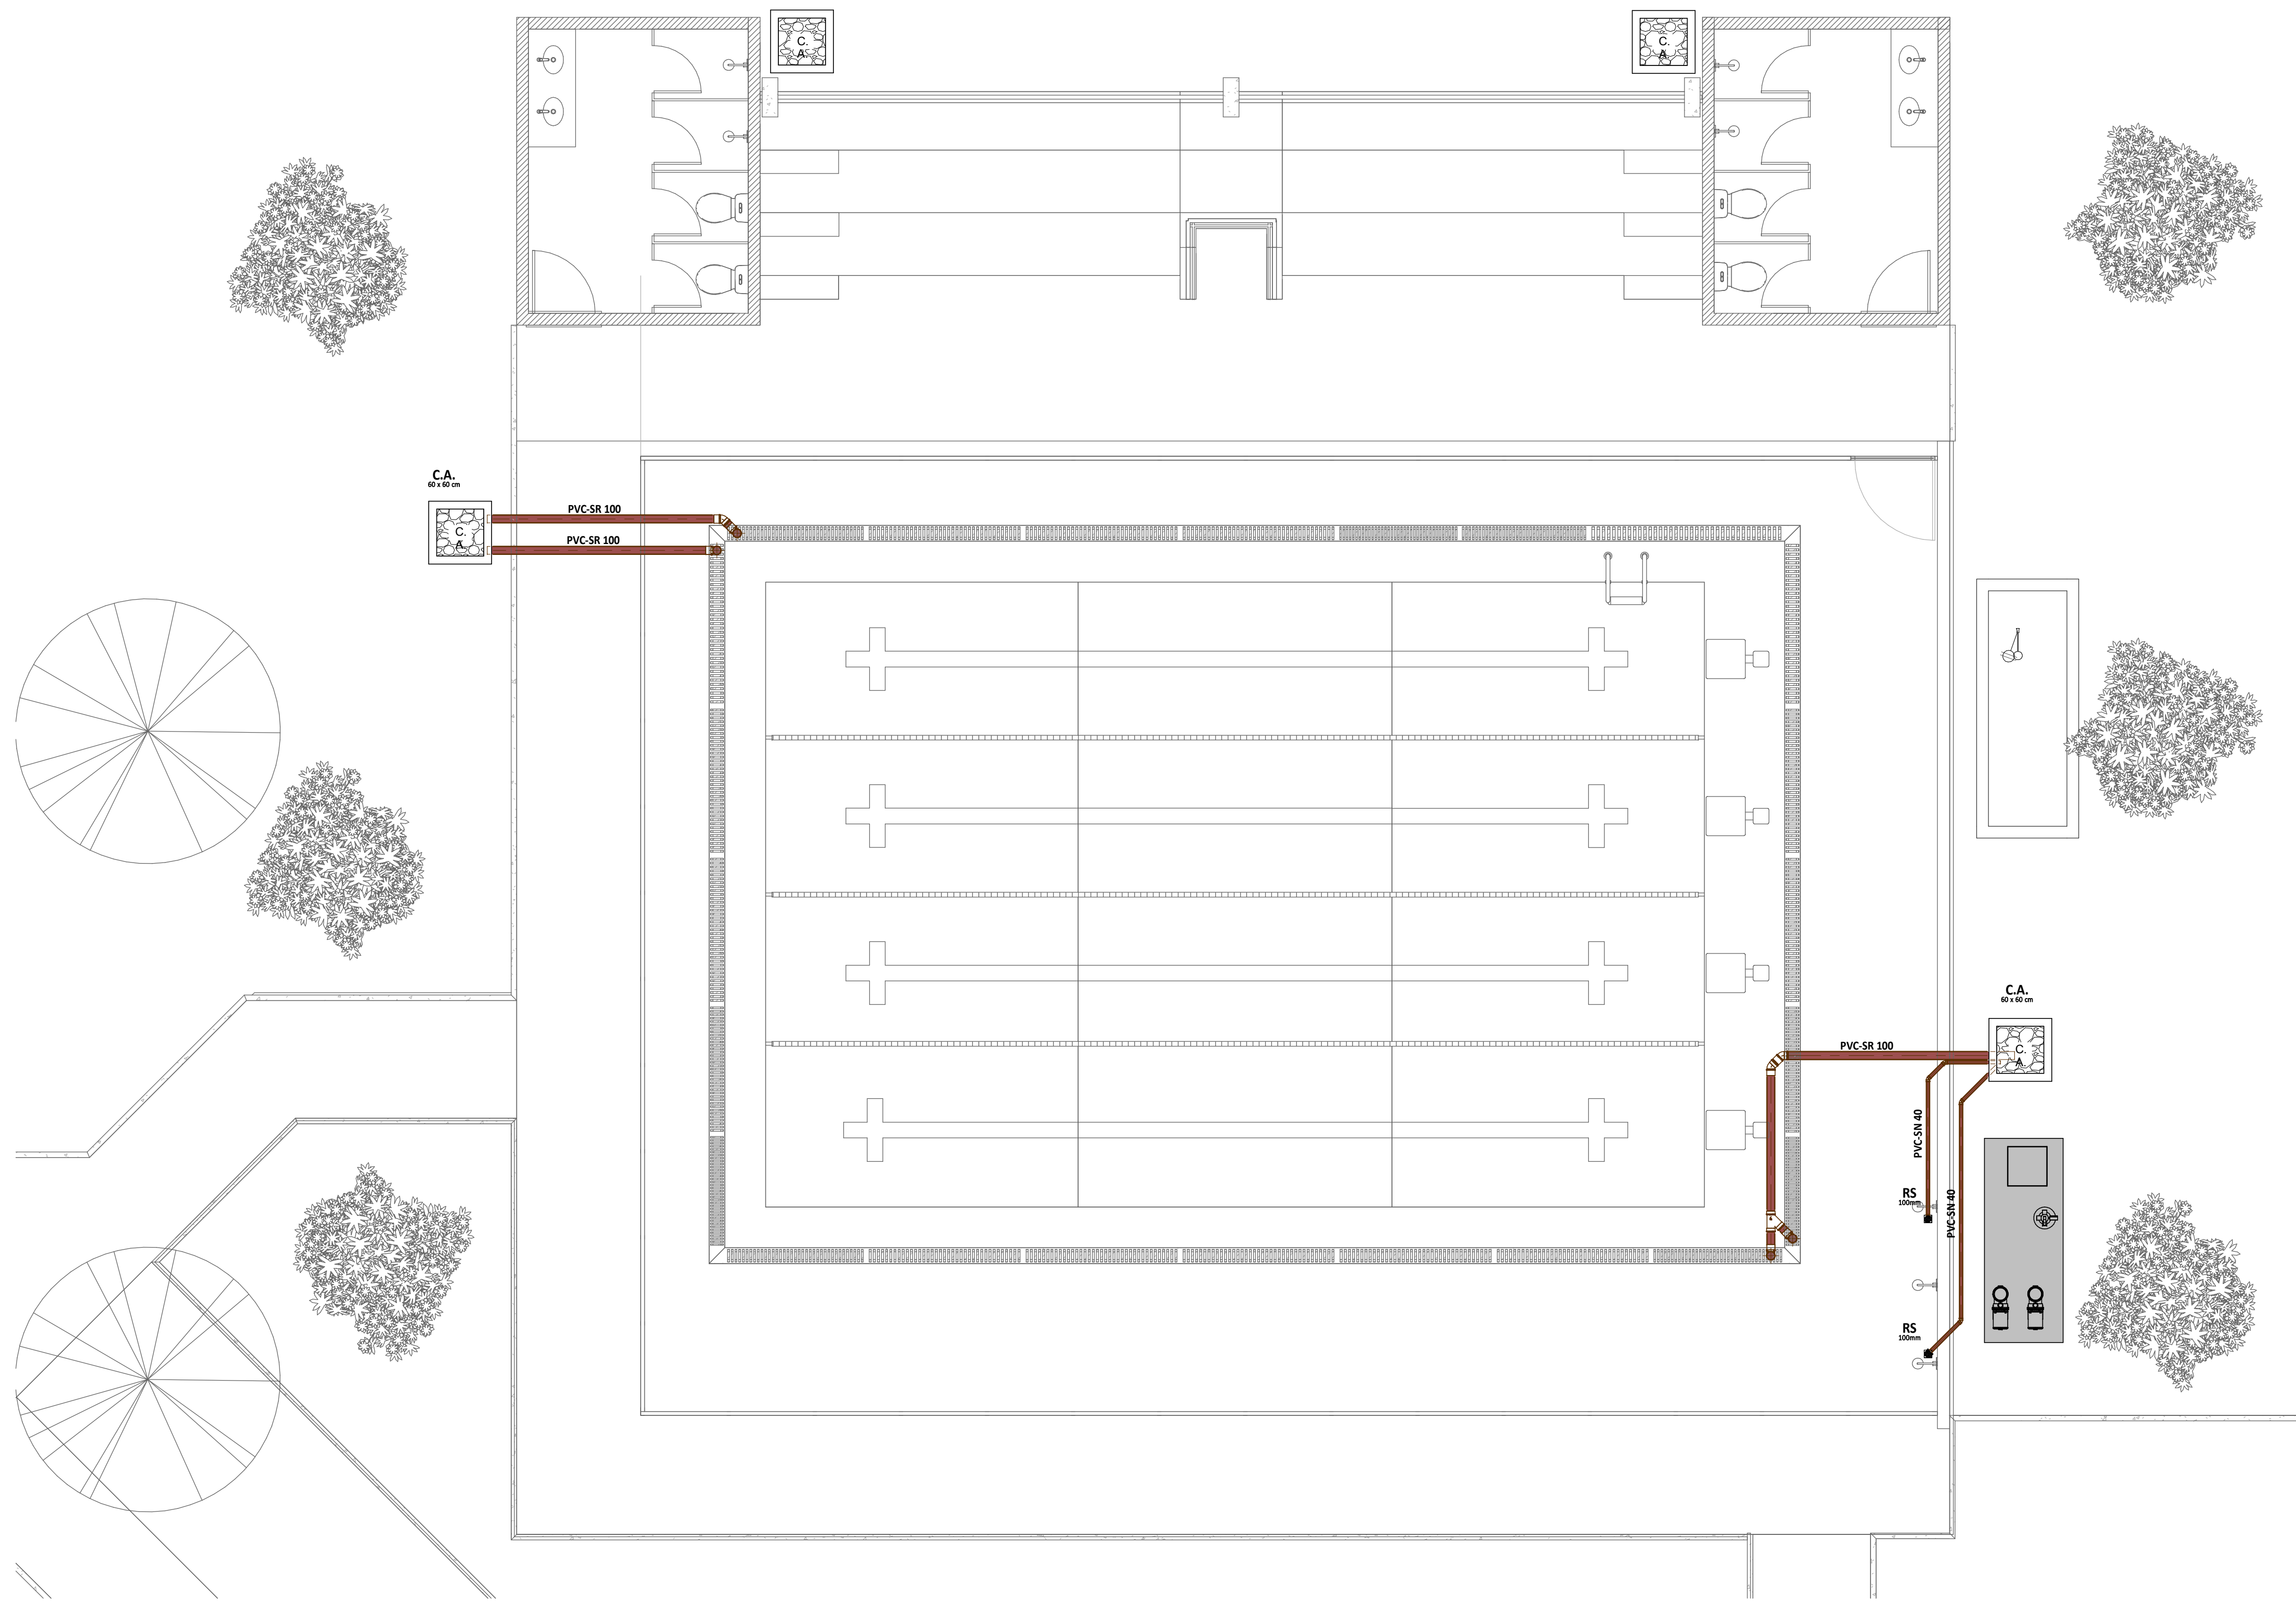 C.
A.
C.
A.
C.A.
60 x 60 cm
PVC-SR 100
C.
A.
PVC-SR 100
C.A.
60 x 60 cm
C.
A.
PVC-SR 100
PVC-SN 40
PVC-SN 40
RS
100mm
RS
100mm